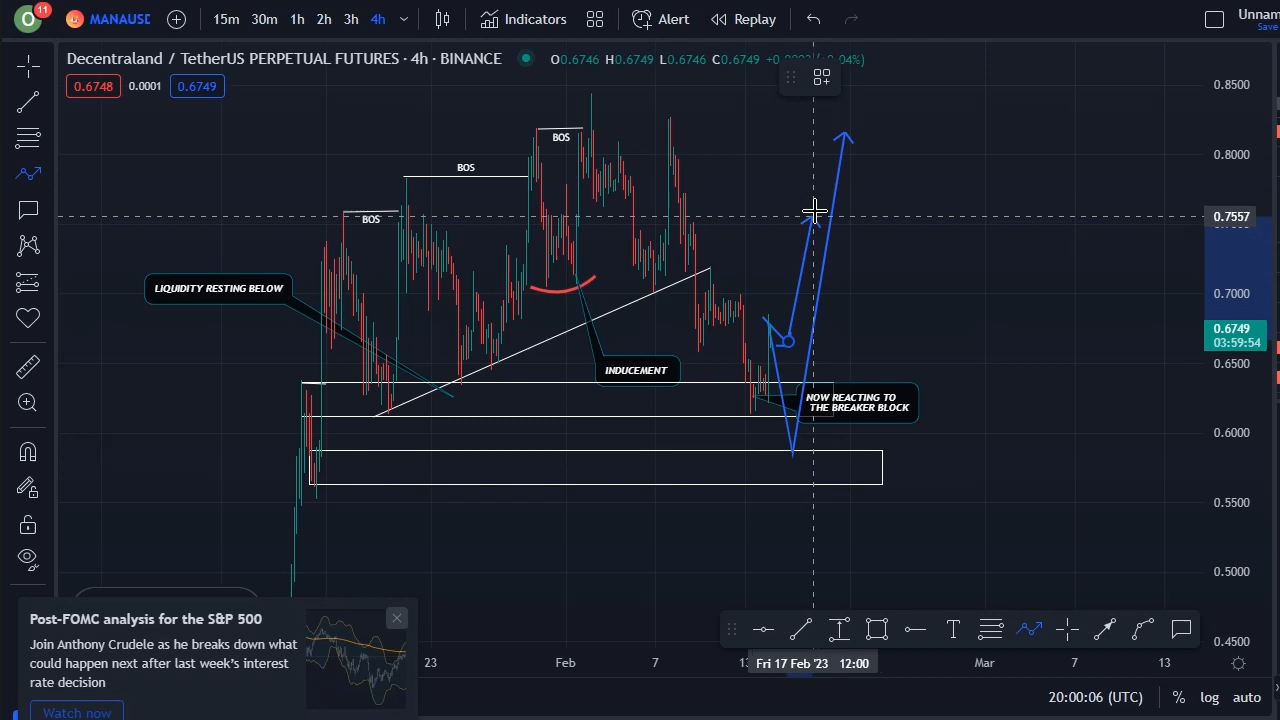 O
11
MANAUSD
15m 30m 1h 2h 3h 4h
Indicators
Alert
Replay
Unnam
Save
Decentraland / TetherUS PERPETUAL FUTURES · 4h · BINANCE
O0.6746 H0.6749 L0.6746 C0.6749
0.6748 0.0001 0.6749
0.8500
0.8000
0.7557
0.7000
0.6749
03:59:54
0.6500
0.6000
0.5500
0.5000
0.4500
BOS
BOS
BOS
LIQUIDITY RESTING BELOW
INDUCEMENT
NOW REACTING TO
THE BREAKER BLOCK
Post-FOMC analysis for the S&P 500
Join Anthony Crudele as he breaks down what
could happen next after last week's interest
rate decision
Watch now
T
23 Feb 7 13 Fri 17 Feb '23 12:00 Mar 7 13
20:00:06 (UTC) % log auto